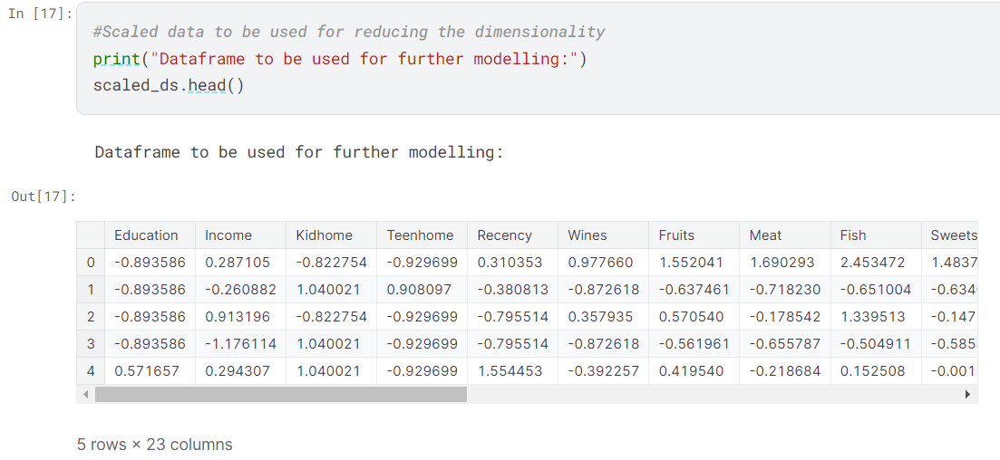 In [17]:
#Scaled data to be used for reducing the dimensionality
print("Dataframe to be used for further modelling:")
scaled_ds.head()
Dataframe to be used for further modelling:
Out[17]:
Education Income Kidhome Teenhome Recency Wines Fruits Meat Fish Sweets
0 -0.893586 0.287105 -0.822754 -0.929699 0.310353 0.977660 1.552041 1.690293 2.453472 1.4837
1 -0.893586 -0.260882 1.040021 0.908097 -0.380813 -0.872618 -0.637461 -0.718230 -0.651004 -0.634
2 -0.893586 0.913196 -0.822754 -0.929699 -0.795514 0.357935 0.570540 -0.178542 1.339513 -0.147
3 -0.893586 -1.176114 1.040021 -0.929699 -0.795514 -0.872618 -0.561961 -0.655787 -0.504911 -0.585
4 0.571657 0.294307 1.040021 -0.929699 1.554453 -0.392257 0.419540 -0.218684 0.152508 -0.001
5 rows × 23 columns